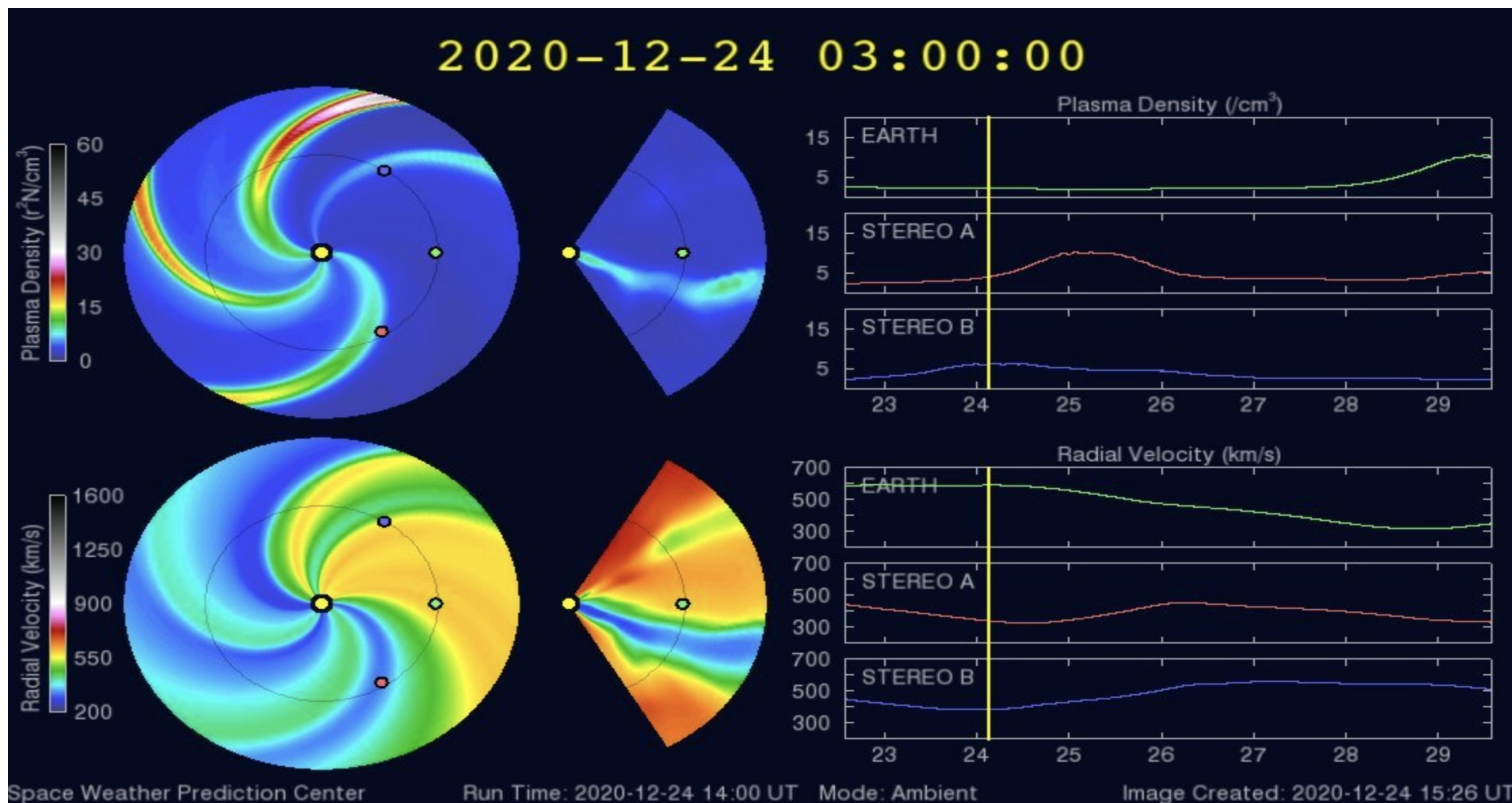 2020-12-24 03:00:00
Plasma Density (r²N/cm³)
60
45
30
15
0
Plasma Density (/cm³)
EARTH
15
5
STEREO A
15
5
STEREO B
15
5
23 24 25 26 27 28 29
Radial Velocity (km/s)
1600
1250
900
550
200
Radial Velocity (km/s)
EARTH
700
500
300
STEREO A
700
500
300
STEREO B
700
500
300
23 24 25 26 27 28 29
Space Weather Prediction Center Run Time: 2020-12-24 14:00 UT Mode: Ambient Image Created: 2020-12-24 15:26 UT